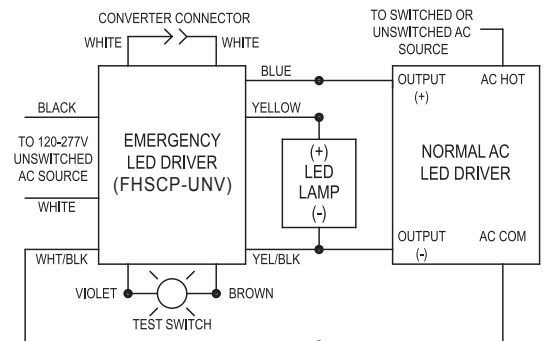 CONVERTER CONNECTOR
WHITE
WHITE
TO SWITCHED OR
UNSWITCHED AC
SOURCE
BLUE
OUTPUT
(+)
AC HOT
BLACK
YELLOW
TO 120-277V
UNSWITCHED
AC SOURCE
EMERGENCY
LED DRIVER
(FHSCP-UNV)
(+)
LED
LAMP
(-)
NORMAL AC
LED DRIVER
WHITE
OUTPUT
(-)
AC COM
WHT/BLK
YEL/BLK
VIOLET
BROWN
TEST SWITCH